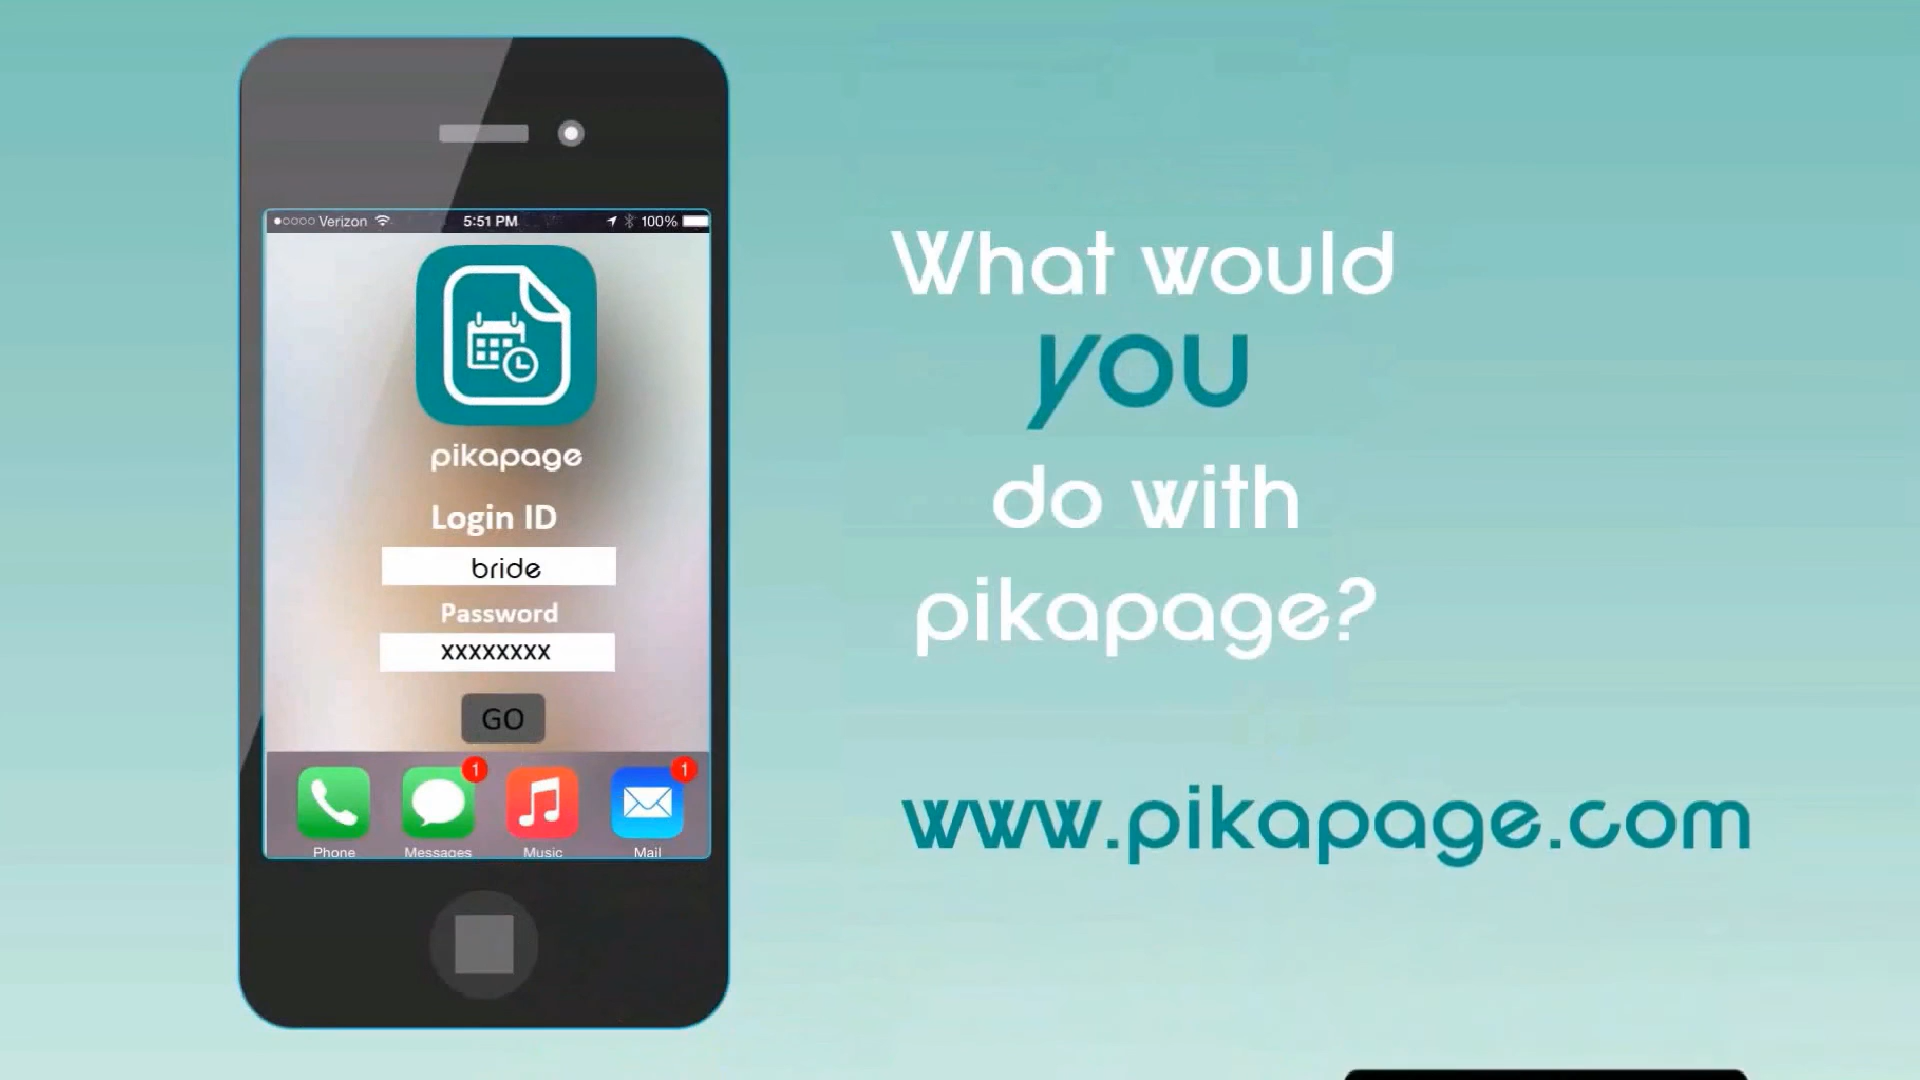 Verizon 5:51 PM 100%
pikapage
Login ID
bride
Password
xxxxxxxx
GO
1 1
Phone Messages Music Mail
What would
you
do with
pikapage?
www.pikapage.com